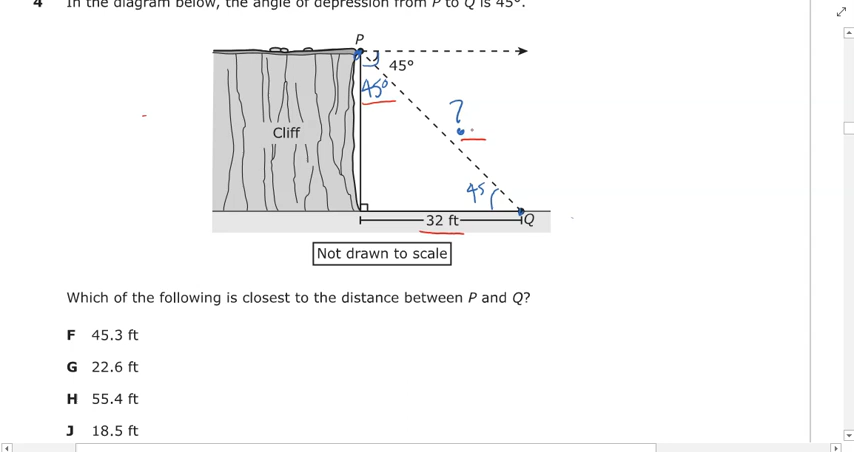 4 In the diagram below, the angle of depression from P to Q is 45°.
P
45°
45°
?
Cliff
45
32 ft
Q
Not drawn to scale
Which of the following is closest to the distance between P and Q?
F 45.3 ft
G 22.6 ft
H 55.4 ft
J 18.5 ft